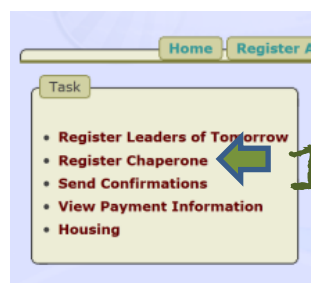 Home Register
Task
Register Leaders of Tomorrow
Register Chaperone
Send Confirmations
View Payment Information
Housing